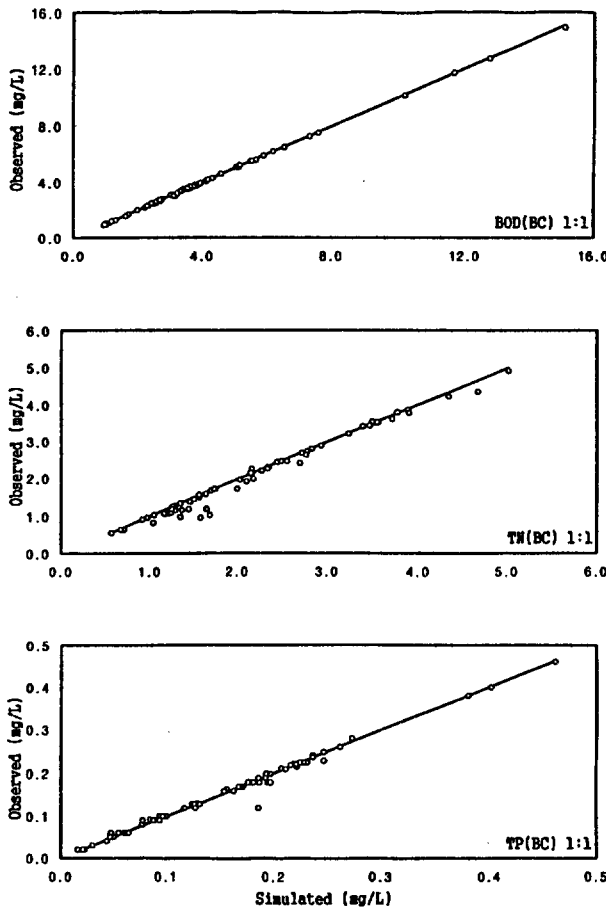 16.0
12.0
8.0
4.0
0.0
Observed (mg/L)
BOD(BC) 1:1
0.0 4.0 8.0 12.0 16.0
6.0
5.0
4.0
3.0
2.0
1.0
0.0
Observed (mg/L)
TN(BC) 1:1
0.0 1.0 2.0 3.0 4.0 5.0 6.0
0.5
0.4
0.3
0.2
0.1
0.0
Observed (mg/L)
TP(BC) 1:1
0.0 0.1 0.2 0.3 0.4 0.5
Simulated (mg/L)